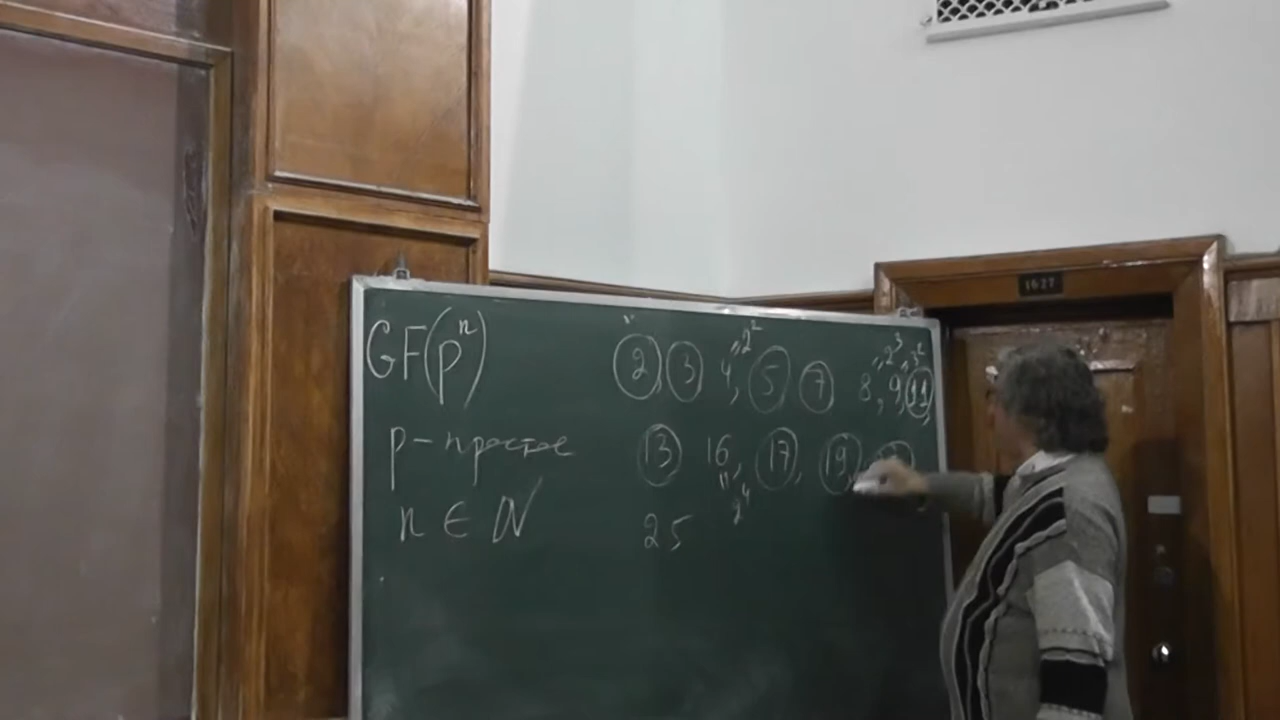 1627
GF(pⁿ)
p – простое
n ∈ ℕ
2, 3, 4, 5, 7 8, 9, 11,
"2² "2³ "3²
13 16, 17, 19,
"2⁴
25